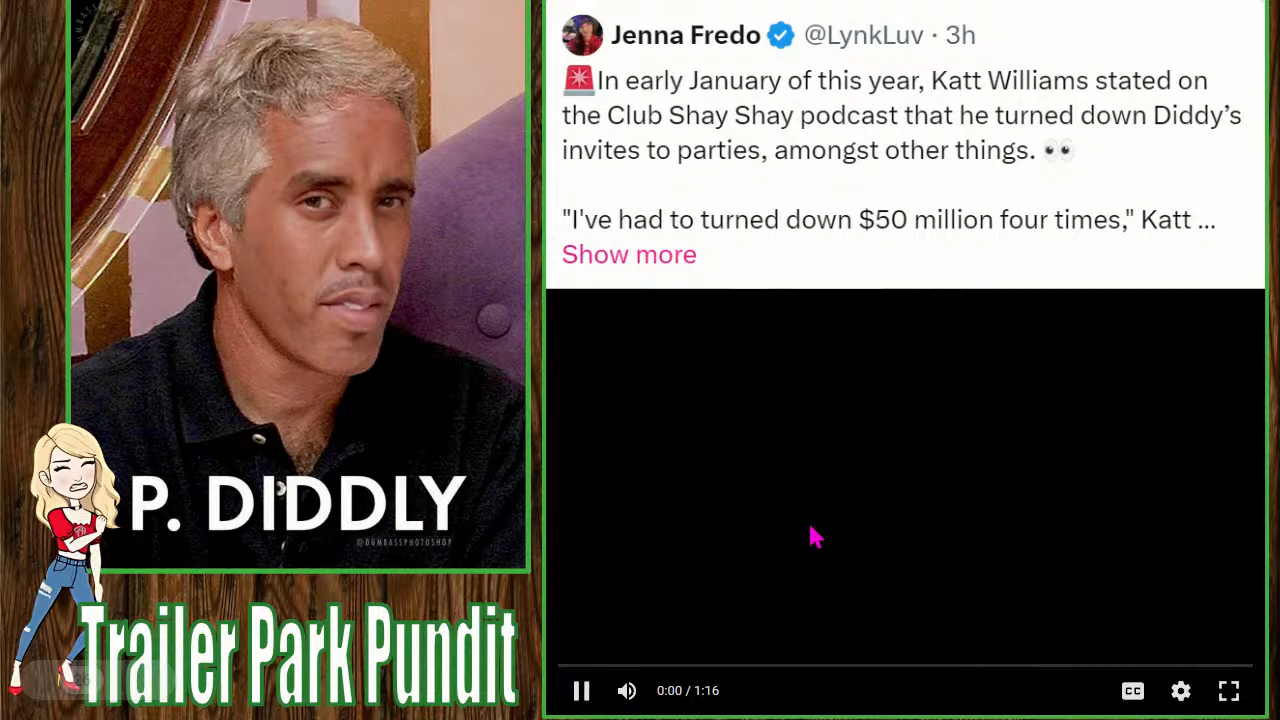 P. DIDDLY
@DUMBASSPHOTOSHOP
Trailer Park Pundit
Jenna Fredo @LynkLuv · 3h
🚨In early January of this year, Katt Williams stated on
the Club Shay Shay podcast that he turned down Diddy’s
invites to parties, amongst other things. 👀
"I've had to turned down $50 million four times," Katt ...
Show more
0:00 / 1:16
CC